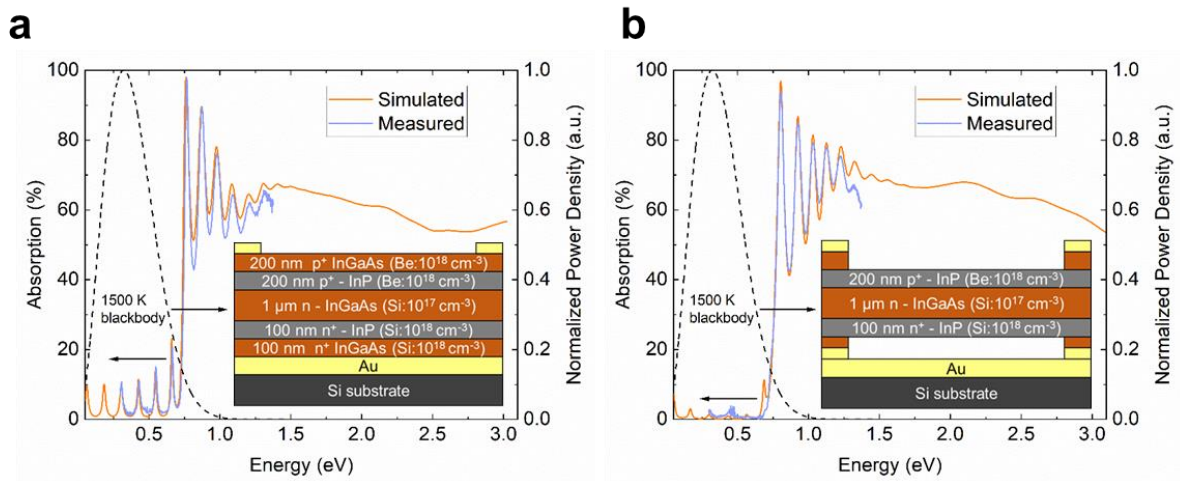 a
100
80
60
40
20
0
Absorption (%)
0.5
1.0
1.5
2.0
2.5
3.0
Energy (eV)
1.0
0.8
0.6
0.4
0.2
0.0
Normalized Power Density (a.u.)
Simulated
Measured
1500 K
blackbody
200 nm p⁺ InGaAs (Be:10¹⁸ cm⁻³)
200 nm p⁺ - InP (Be:10¹⁸ cm⁻³)
1 µm n - InGaAs (Si:10¹⁷ cm⁻³)
100 nm n⁺ - InP (Si:10¹⁸ cm⁻³)
100 nm n⁺ InGaAs (Si:10¹⁸ cm⁻³)
Au
Si substrate
b
100
80
60
40
20
0
Absorption (%)
0.5
1.0
1.5
2.0
2.5
3.0
Energy (eV)
1.0
0.8
0.6
0.4
0.2
0.0
Normalized Power Density (a.u.)
Simulated
Measured
1500 K
blackbody
200 nm p⁺ - InP (Be:10¹⁸ cm⁻³)
1 µm n - InGaAs (Si:10¹⁷ cm⁻³)
100 nm n⁺ - InP (Si:10¹⁸ cm⁻³)
Au
Si substrate